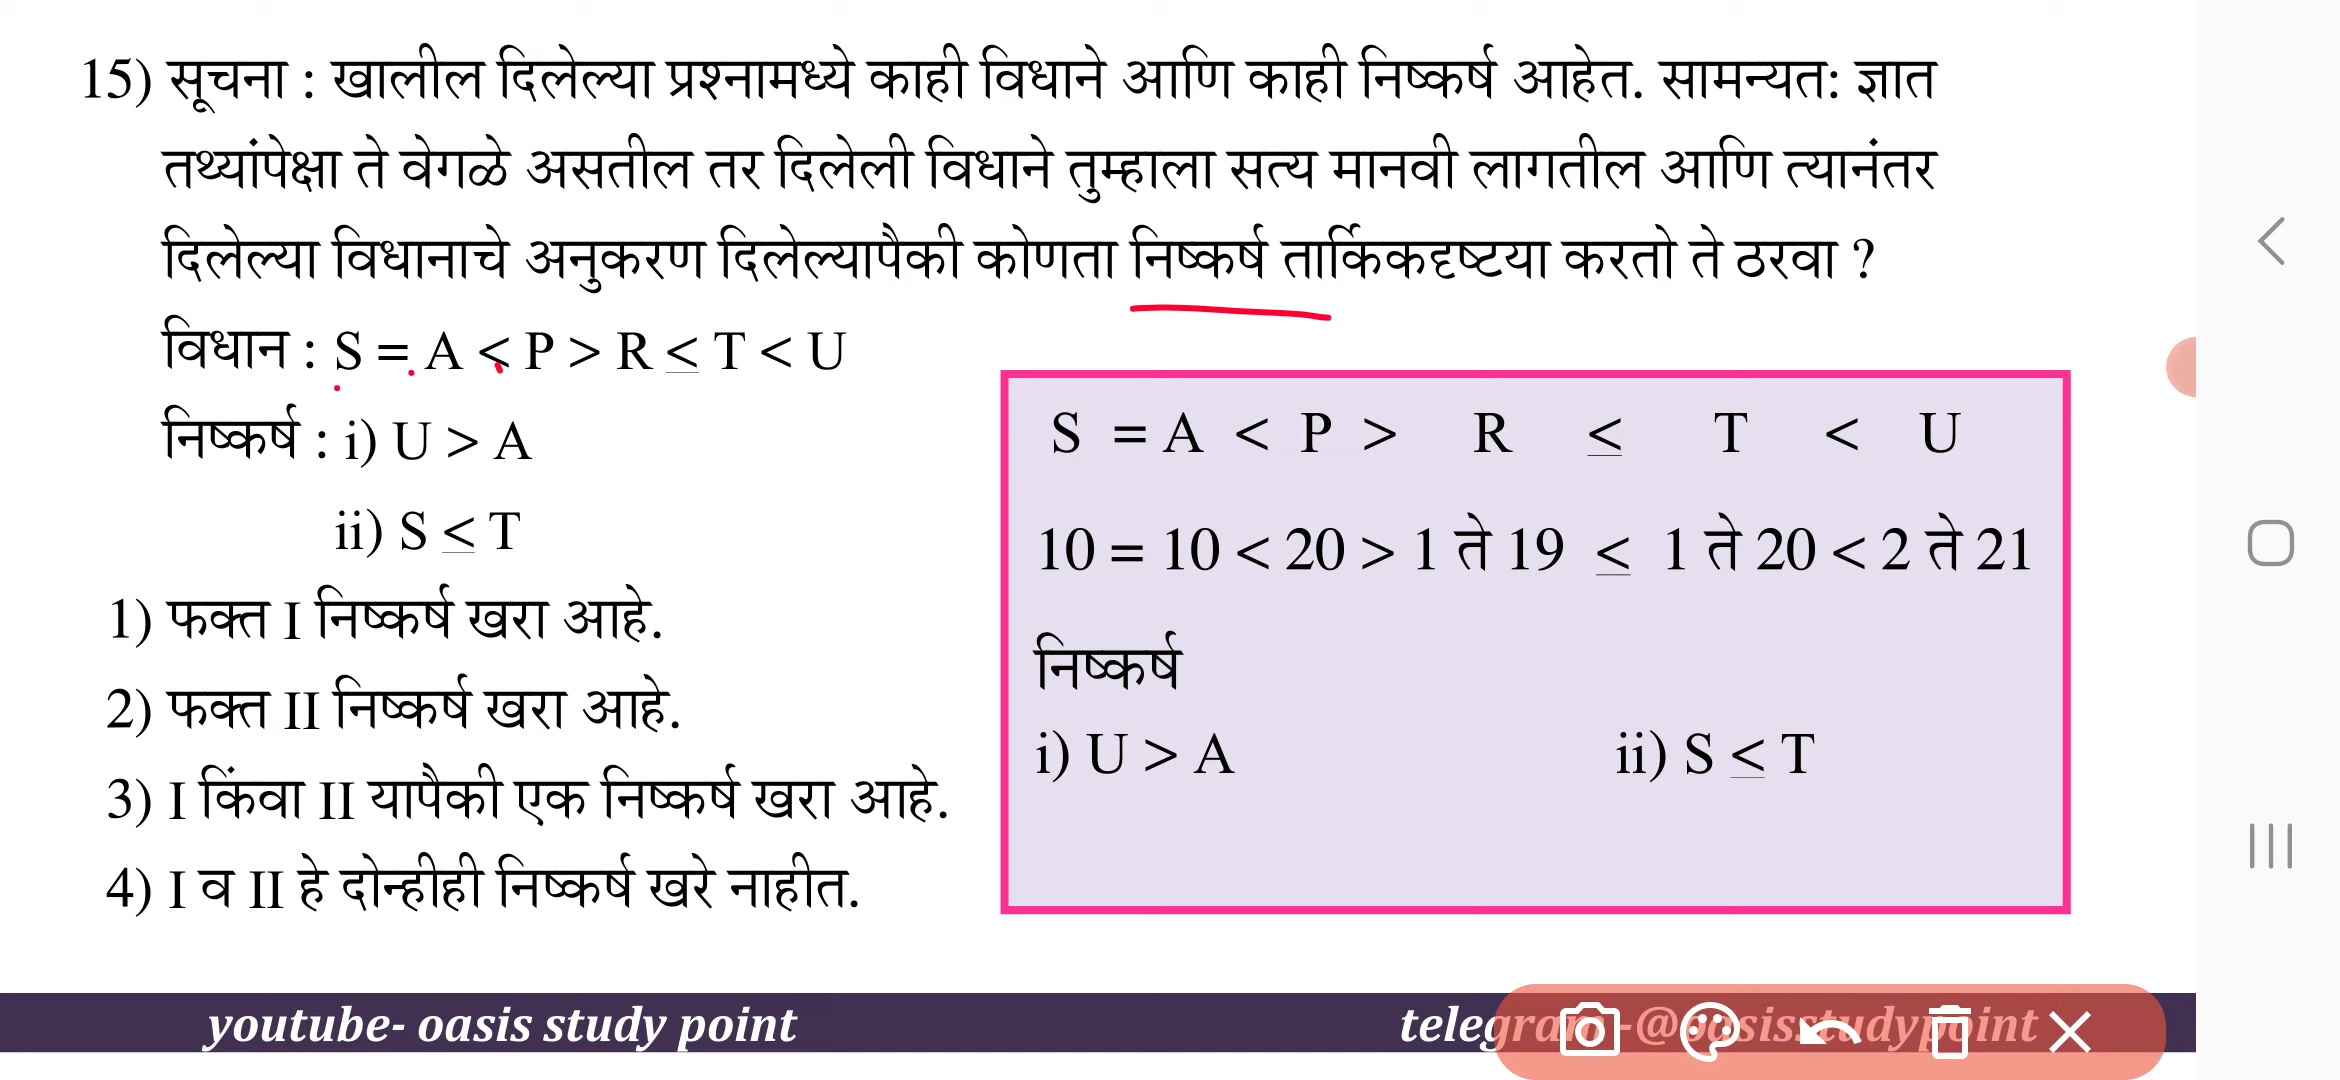 15) सूचना : खालील दिलेल्या प्रश्नामध्ये काही विधाने आणि काही निष्कर्ष आहेत. सामन्यत: ज्ञात
तथ्यांपेक्षा ते वेगळे असतील तर दिलेली विधाने तुम्हाला सत्य मानवी लागतील आणि त्यानंतर
दिलेल्या विधानाचे अनुकरण दिलेल्यापैकी कोणता निष्कर्ष तार्किकदृष्टया करतो ते ठरवा ?
विधान : S = A < P > R ≤ T < U
निष्कर्ष : i) U > A
ii) S ≤ T
1) फक्त I निष्कर्ष खरा आहे.
2) फक्त II निष्कर्ष खरा आहे.
3) I किंवा II यापैकी एक निष्कर्ष खरा आहे.
4) I व II हे दोन्हीही निष्कर्ष खरे नाहीत.
S = A < P > R ≤ T < U
10 = 10 < 20 > 1 ते 19 ≤ 1 ते 20 < 2 ते 21
निष्कर्ष
i) U > A ii) S ≤ T
youtube- oasis study point
telegram-@oasisstudypoint